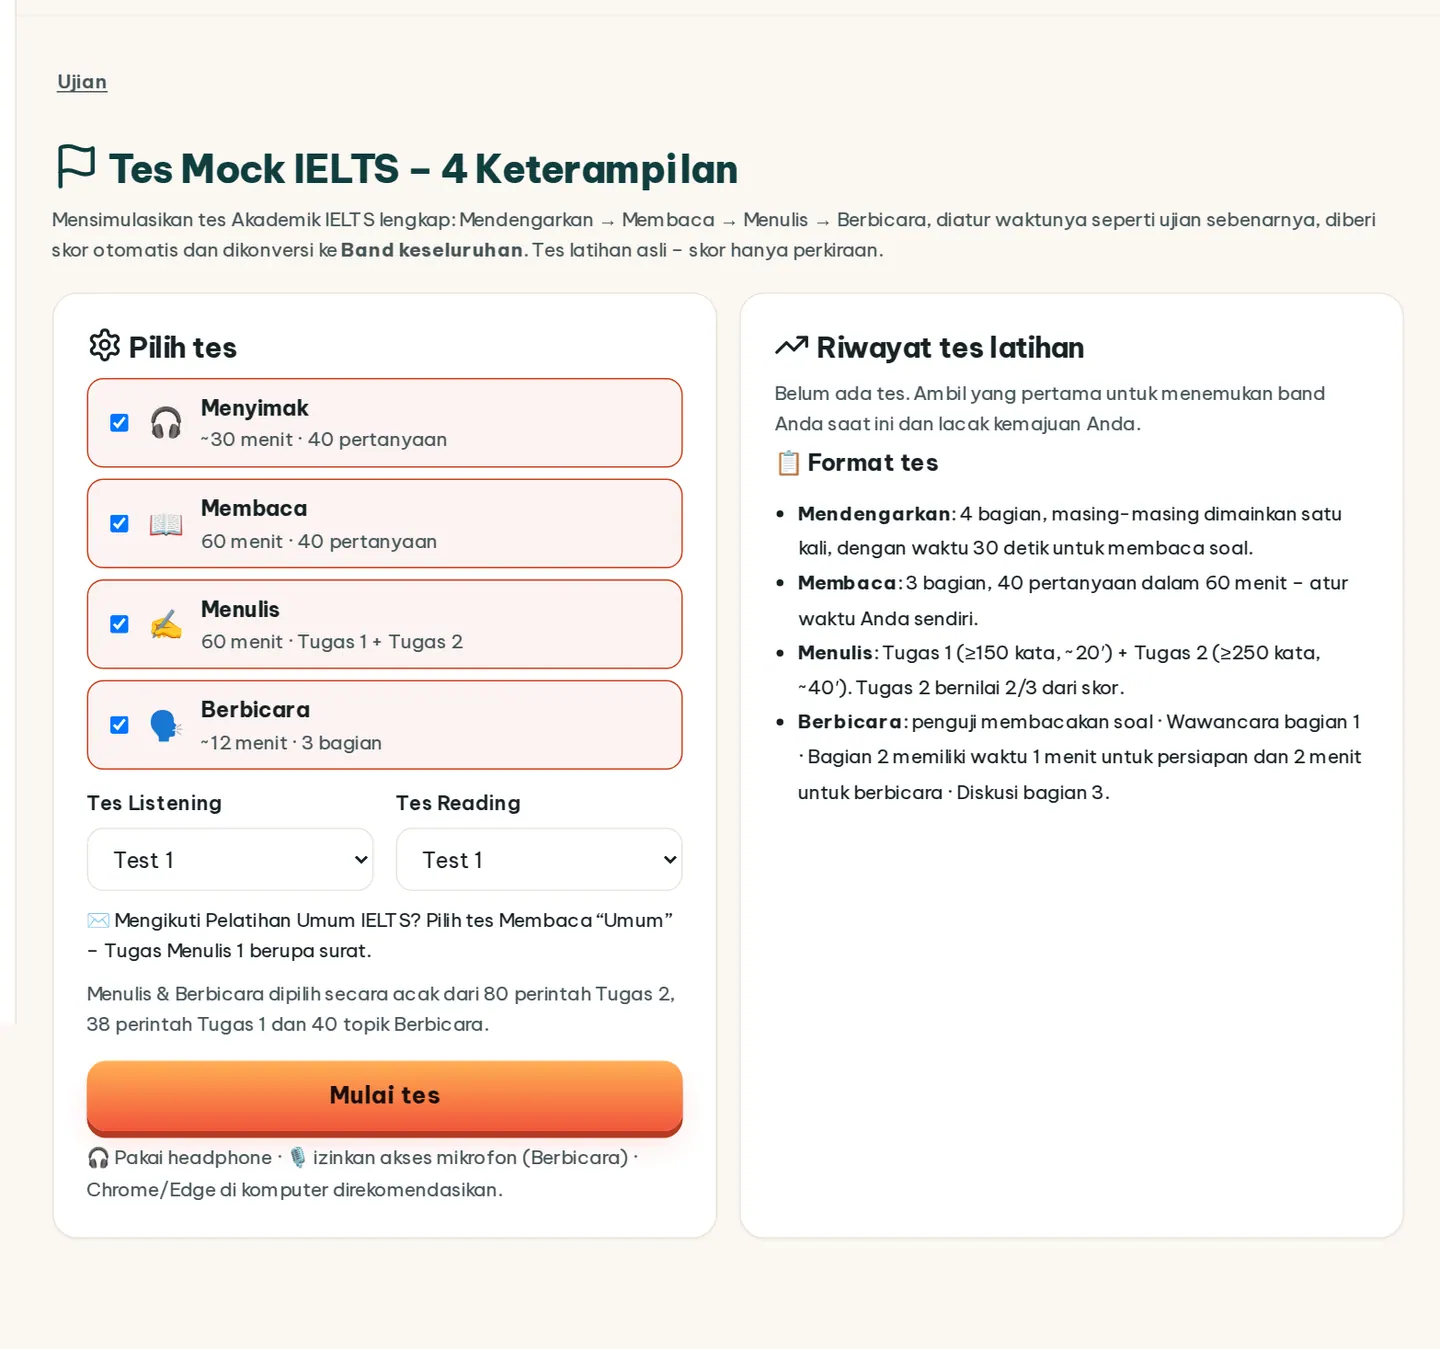 Ujian
Tes Mock IELTS – 4 Keterampilan
Mensimulasikan tes Akademik IELTS lengkap: Mendengarkan → Membaca → Menulis → Berbicara, diatur waktunya seperti ujian sebenarnya, diberi
skor otomatis dan dikonversi ke Band keseluruhan. Tes latihan asli – skor hanya perkiraan.
Pilih tes
Menyimak
~30 menit · 40 pertanyaan
Membaca
60 menit · 40 pertanyaan
Menulis
60 menit · Tugas 1 + Tugas 2
Berbicara
~12 menit · 3 bagian
Tes Listening
Tes Reading
Test 1
Test 1
✉️ Mengikuti Pelatihan Umum IELTS? Pilih tes Membaca “Umum”
– Tugas Menulis 1 berupa surat.
Menulis & Berbicara dipilih secara acak dari 80 perintah Tugas 2,
38 perintah Tugas 1 dan 40 topik Berbicara.
Mulai tes
🎧 Pakai headphone · 🎙️ izinkan akses mikrofon (Berbicara) ·
Chrome/Edge di komputer direkomendasikan.
Riwayat tes latihan
Belum ada tes. Ambil yang pertama untuk menemukan band
Anda saat ini dan lacak kemajuan Anda.
📋 Format tes
• Mendengarkan: 4 bagian, masing-masing dimainkan satu
kali, dengan waktu 30 detik untuk membaca soal.
• Membaca: 3 bagian, 40 pertanyaan dalam 60 menit – atur
waktu Anda sendiri.
• Menulis: Tugas 1 (≥150 kata, ~20′) + Tugas 2 (≥250 kata,
~40′). Tugas 2 bernilai 2/3 dari skor.
• Berbicara: penguji membacakan soal · Wawancara bagian 1
· Bagian 2 memiliki waktu 1 menit untuk persiapan dan 2 menit
untuk berbicara · Diskusi bagian 3.